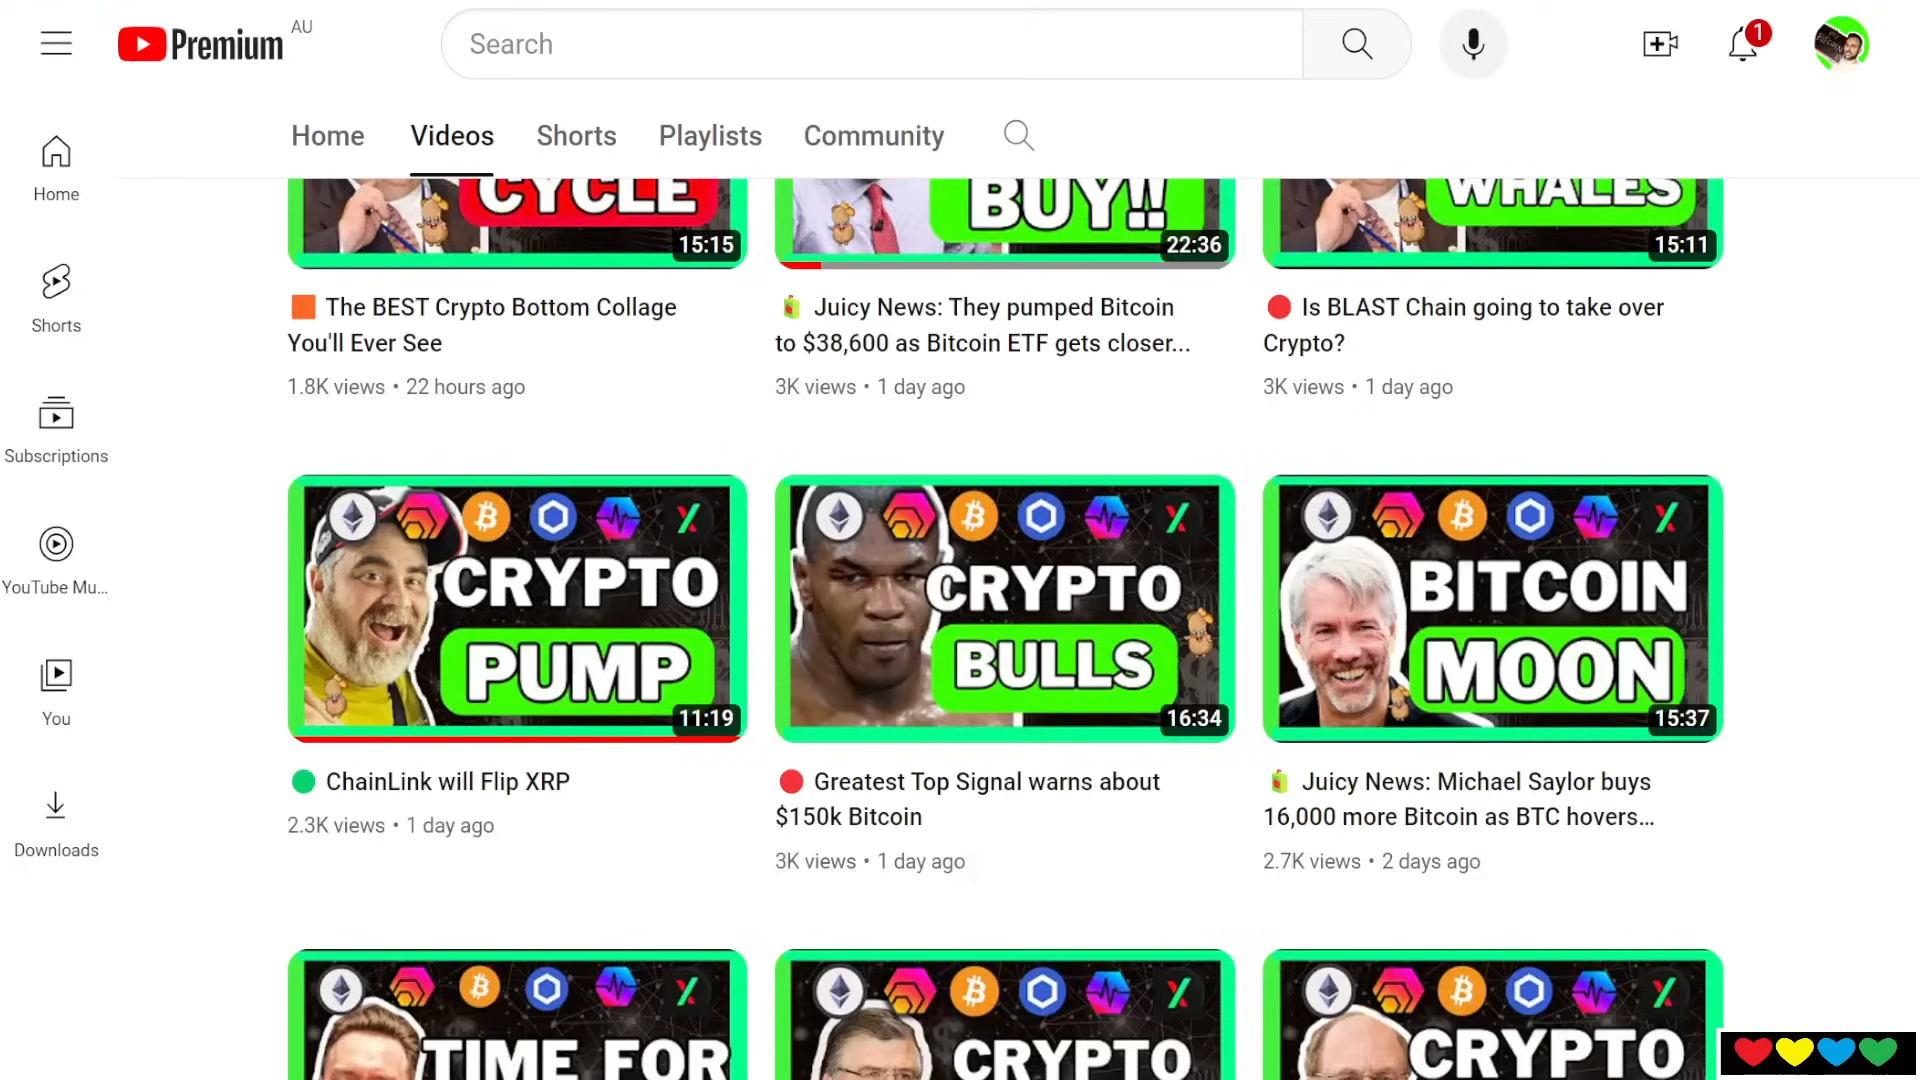 Premium AU
Search
1
Home Videos Shorts Playlists Community
Home
Shorts
Subscriptions
YouTube Mu...
You
Downloads
CYCLE
15:15
BUY!!
22:36
WHALES
15:11
The BEST Crypto Bottom Collage
You'll Ever See
1.8K views • 22 hours ago
Juicy News: They pumped Bitcoin
to $38,600 as Bitcoin ETF gets closer...
3K views • 1 day ago
Is BLAST Chain going to take over
Crypto?
3K views • 1 day ago
CRYPTO
PUMP
11:19
CRYPTO
BULLS
16:34
BITCOIN
MOON
15:37
ChainLink will Flip XRP
2.3K views • 1 day ago
Greatest Top Signal warns about
$150k Bitcoin
3K views • 1 day ago
Juicy News: Michael Saylor buys
16,000 more Bitcoin as BTC hovers...
2.7K views • 2 days ago
TIME FOR
CRYPTO
CRYPTO